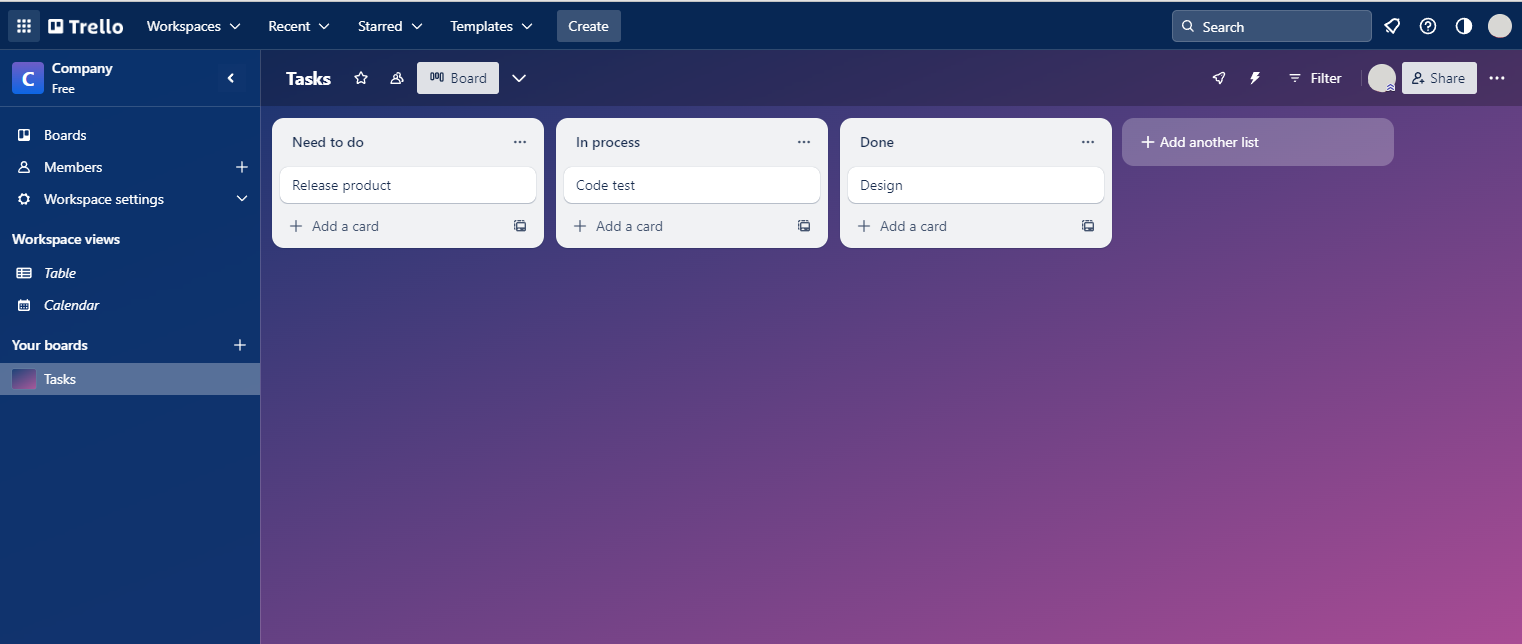 Trello Workspaces Recent Starred Templates Create Search
C Company
Free
Tasks Board Filter Share
Boards
Members
Workspace settings
Workspace views
Table
Calendar
Your boards
Tasks
Need to do
Release product
Add a card
In process
Code test
Add a card
Done
Design
Add a card
Add another list